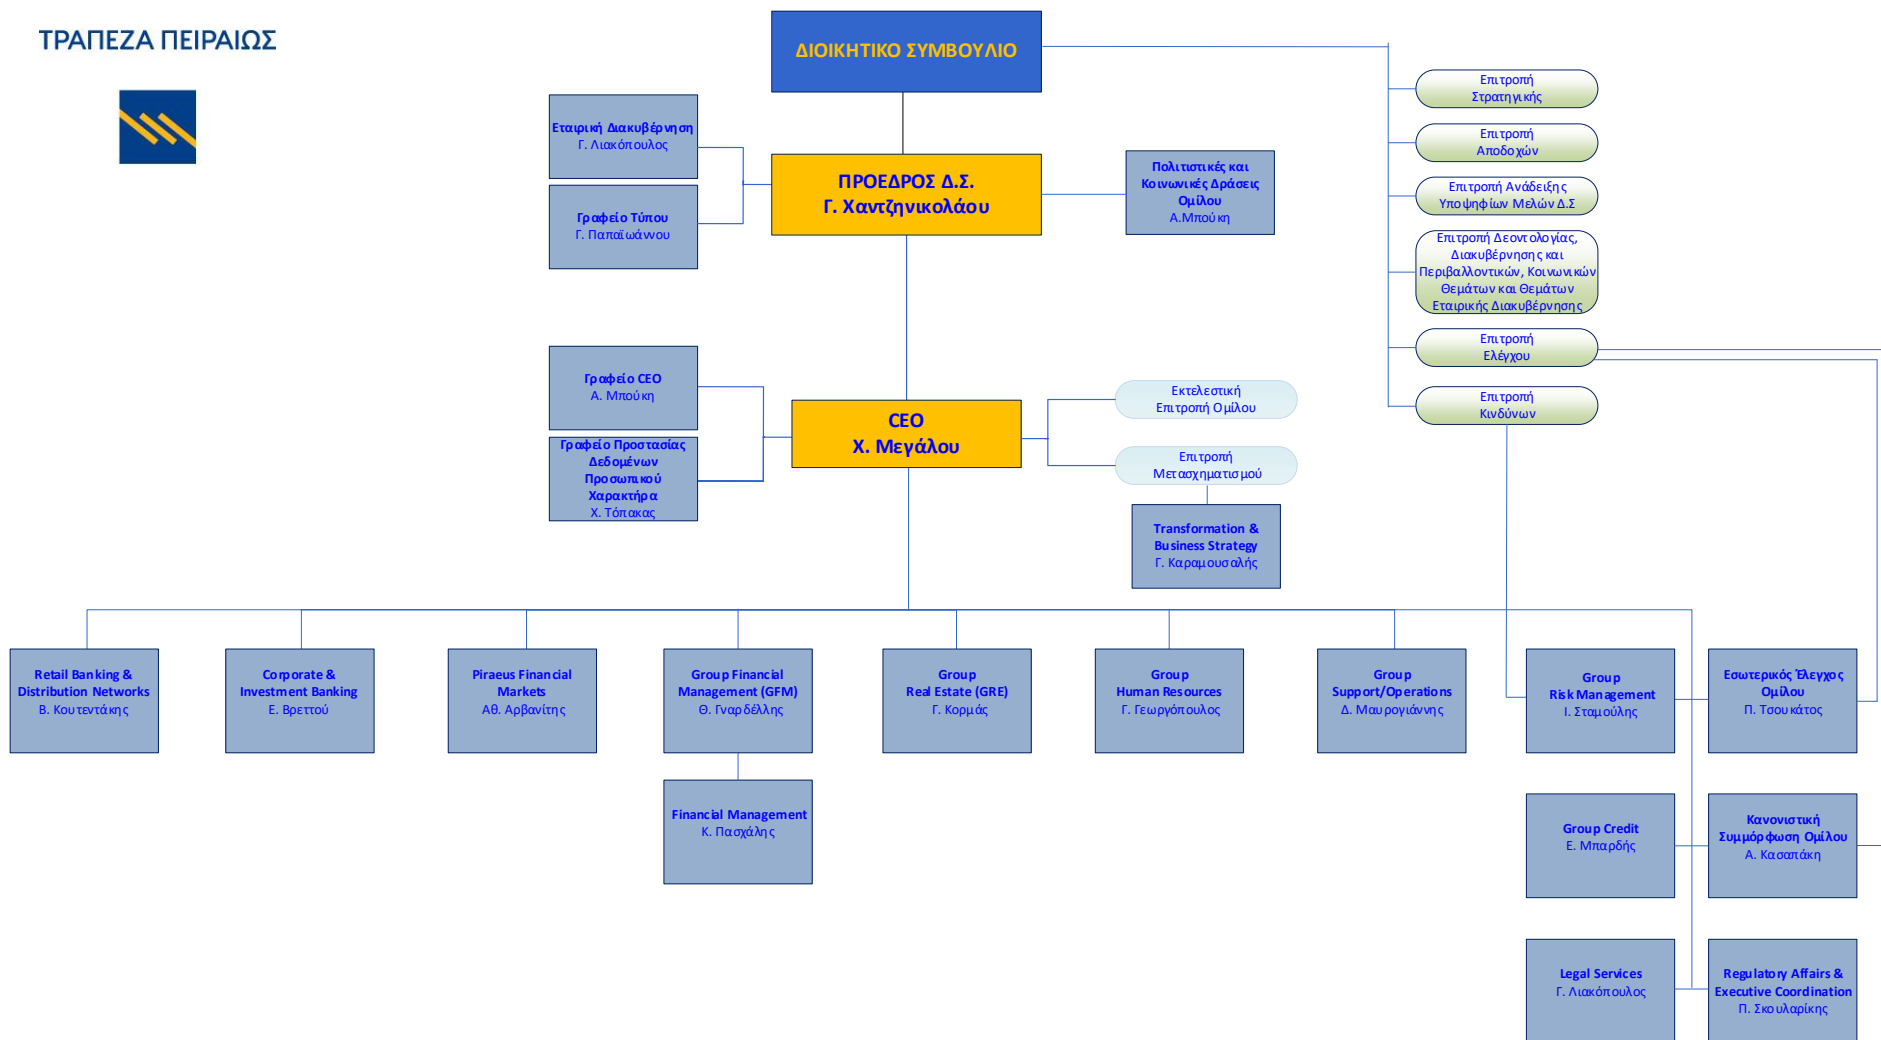 ΤΡΑΠΕΖΑ ΠΕΙΡΑΙΩΣ
ΔΙΟΙΚΗΤΙΚΟ ΣΥΜΒΟΥΛΙΟ
Επιτροπή
Στρατηγικής
Επιτροπή
Αποδοχών
Επιτροπή Ανάδειξης
Υποψηφίων Μελών Δ.Σ
Επιτροπή Δεοντολογίας,
Διακυβέρνησης και
Περιβαλλοντικών, Κοινωνικών
Θεμάτων και Θεμάτων
Εταιρικής Διακυβέρνησης
Επιτροπή
Ελέγχου
Επιτροπή
Κινδύνων
Εταιρική Διακυβέρνηση
Γ. Λιακόπουλος
Γραφείο Τύπου
Γ. Παπαϊωάννου
ΠΡΟΕΔΡΟΣ Δ.Σ.
Γ. Χαντζηνικολάου
Πολιτιστικές και
Κοινωνικές Δράσεις
Ομίλου
Α.Μπούκη
Γραφείο CEO
Α. Μπούκη
Γραφείο Προστασίας
Δεδομένων
Προσωπικού
Χαρακτήρα
Χ. Τόπακας
CEO
Χ. Μεγάλου
Εκτελεστική
Επιτροπή Ομίλου
Επιτροπή
Μετασχηματισμού
Transformation &
Business Strategy
Γ. Καραμουσαλής
Retail Banking &
Distribution Networks
Β. Κουτεντάκης
Corporate &
Investment Banking
Ε. Βρεττού
Piraeus Financial
Markets
Αθ. Αρβανίτης
Group Financial
Management (GFM)
Θ. Γναρδέλλης
Group
Real Estate (GRE)
Γ. Κορμάς
Group
Human Resources
Γ. Γεωργόπουλος
Group
Support/Operations
Δ. Μαυρογιάννης
Group
Risk Management
Ι. Σταμούλης
Εσωτερικός Έλεγχος
Ομίλου
Π. Τσουκάτος
Financial Management
Κ. Πασχάλης
Group Credit
Ε. Μπαρδής
Κανονιστική
Συμμόρφωση Ομίλου
Α. Κασαπάκη
Legal Services
Γ. Λιακόπουλος
Regulatory Affairs &
Executive Coordination
Π. Σκουλαρίκης